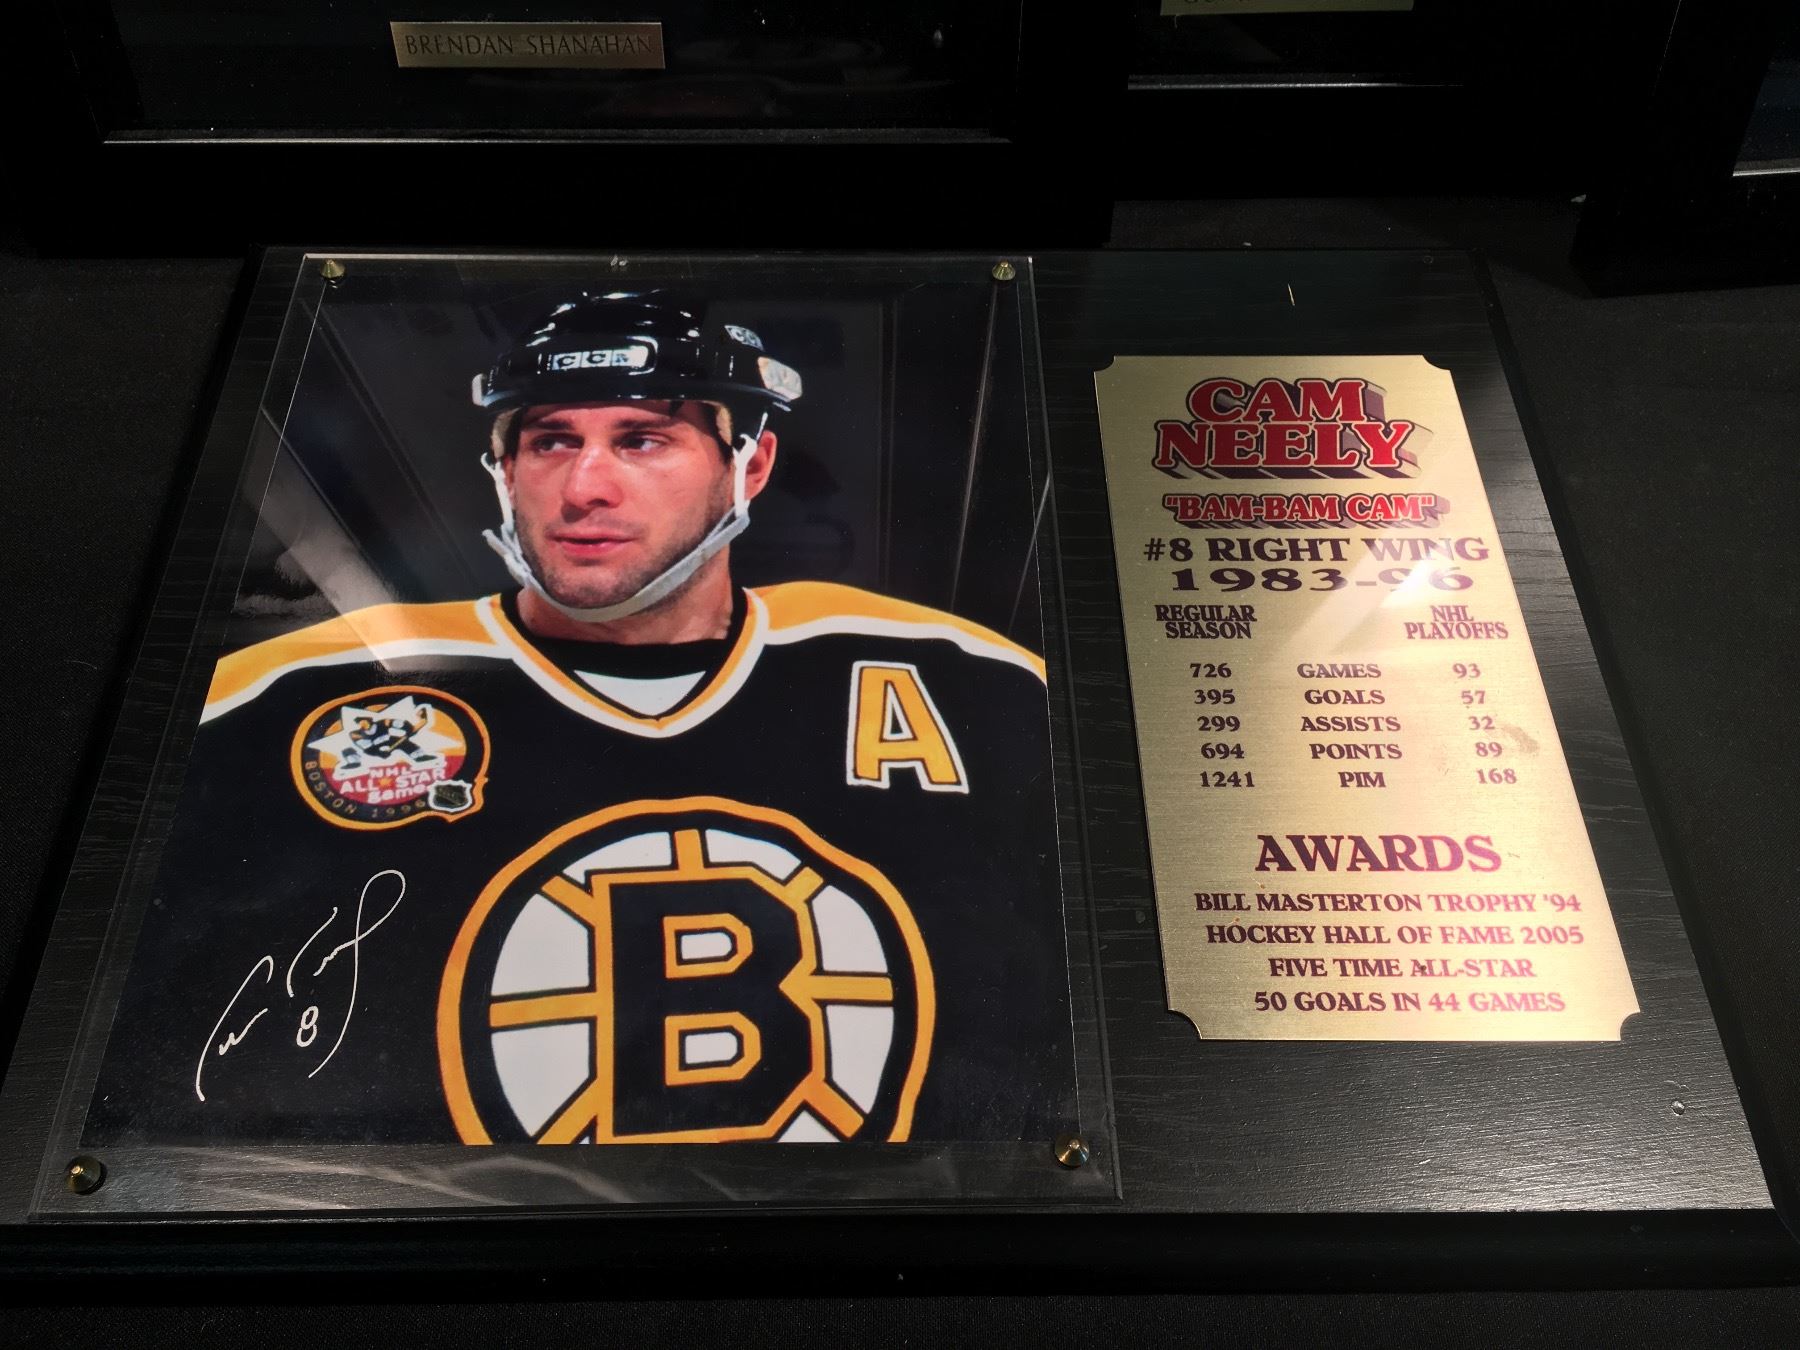 BRENDAN SHANAHAN
CCM
A
BOSTON 1996
NHL
ALL STAR
game
B
8
CAM
NEELY
"BAM-BAM CAM"
#8 RIGHT WING
1983-96
REGULAR SEASON NHL PLAYOFFS
726 GAMES 93
395 GOALS 57
299 ASSISTS 32
694 POINTS 89
1241 PIM 168
AWARDS
BILL MASTERTON TROPHY '94
HOCKEY HALL OF FAME 2005
FIVE TIME ALL-STAR
50 GOALS IN 44 GAMES